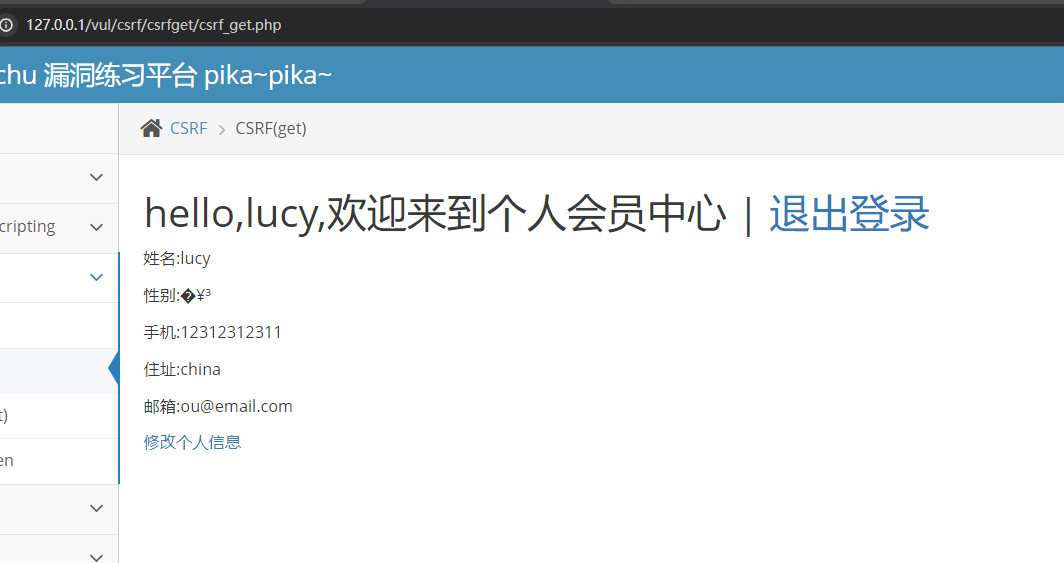 127.0.0.1/vul/csrf/csrfget/csrf_get.php
chu 漏洞练习平台 pika~pika~
CSRF > CSRF(get)
cripting
t)
en
hello,lucy,欢迎来到个人会员中心 | 退出登录
姓名:lucy
性别:�¥³
手机:12312312311
住址:china
邮箱:ou@email.com
修改个人信息